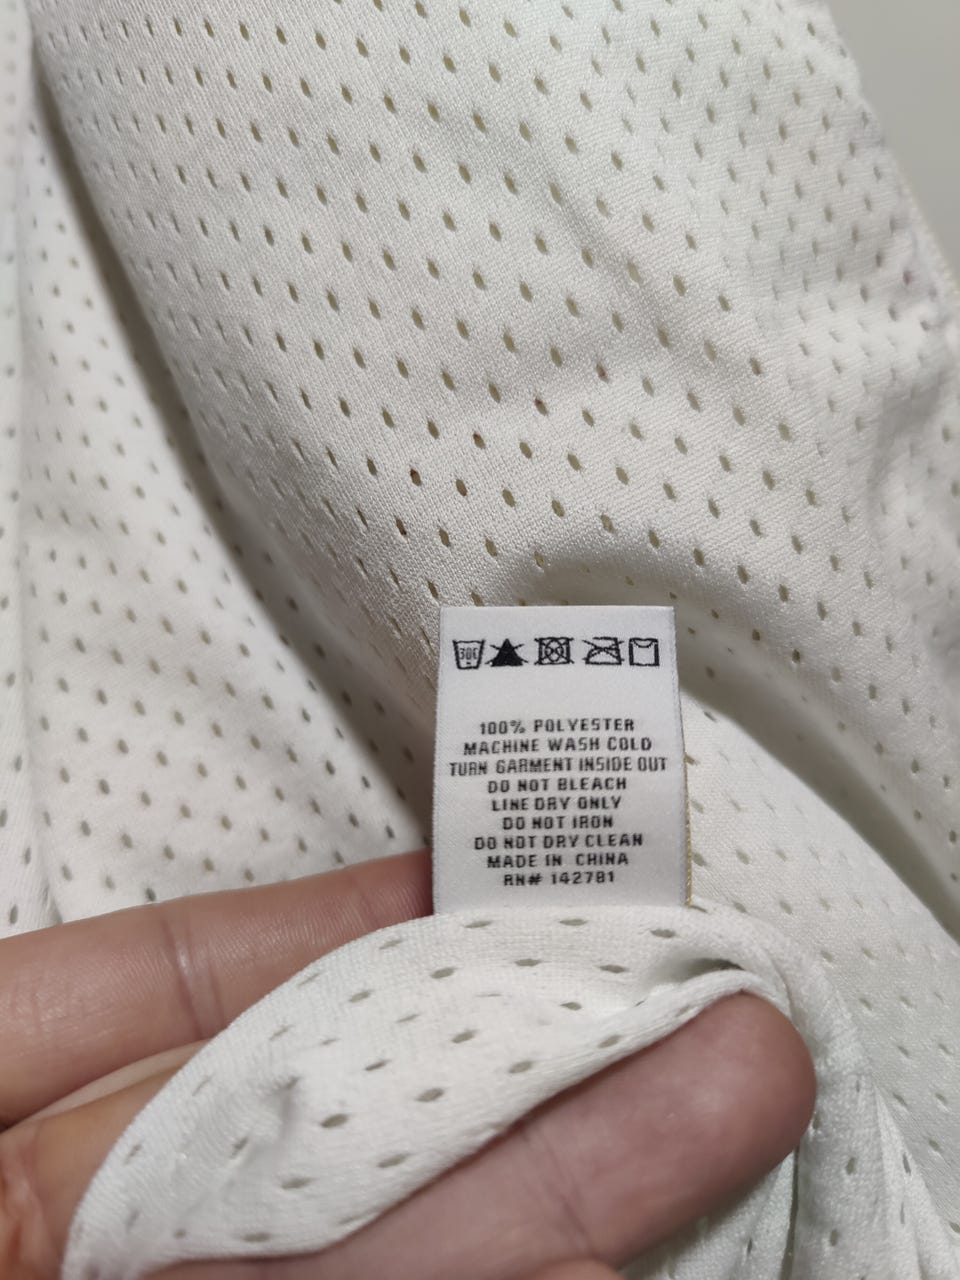 30C
100% POLYESTER
MACHINE WASH COLD
TURN GARMENT INSIDE OUT
DO NOT BLEACH
LINE DRY ONLY
DO NOT IRON
DO NOT DRY CLEAN
MADE IN CHINA
RN# 142781